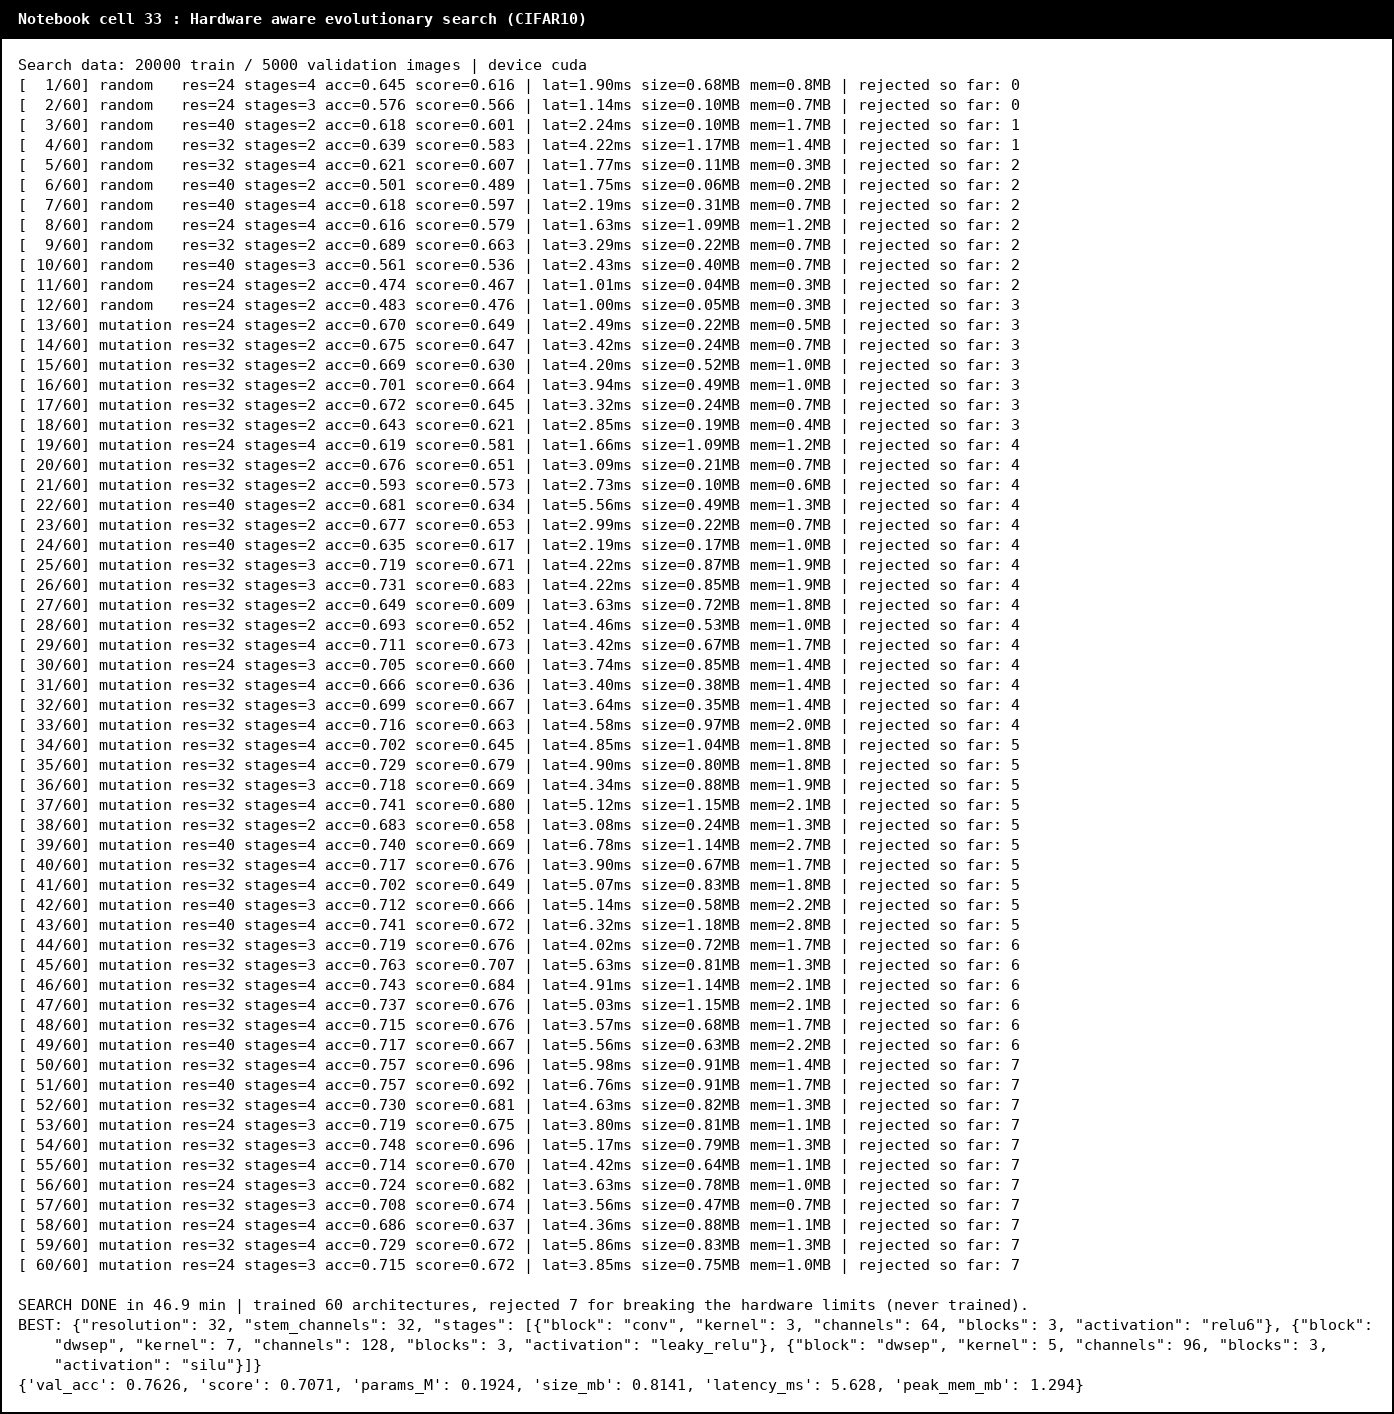 Notebook cell 33 : Hardware aware evolutionary search (CIFAR10)
Search data: 20000 train / 5000 validation images | device cuda
[  1/60] random   res=24 stages=4 acc=0.645 score=0.616 | lat=1.90ms size=0.68MB mem=0.8MB | rejected so far: 0
[  2/60] random   res=24 stages=3 acc=0.576 score=0.566 | lat=1.14ms size=0.10MB mem=0.7MB | rejected so far: 0
[  3/60] random   res=40 stages=2 acc=0.618 score=0.601 | lat=2.24ms size=0.10MB mem=1.7MB | rejected so far: 1
[  4/60] random   res=32 stages=2 acc=0.639 score=0.583 | lat=4.22ms size=1.17MB mem=1.4MB | rejected so far: 1
[  5/60] random   res=32 stages=4 acc=0.621 score=0.607 | lat=1.77ms size=0.11MB mem=0.3MB | rejected so far: 2
[  6/60] random   res=40 stages=2 acc=0.501 score=0.489 | lat=1.75ms size=0.06MB mem=0.2MB | rejected so far: 2
[  7/60] random   res=40 stages=4 acc=0.618 score=0.597 | lat=2.19ms size=0.31MB mem=0.7MB | rejected so far: 2
[  8/60] random   res=24 stages=4 acc=0.616 score=0.579 | lat=1.63ms size=1.09MB mem=1.2MB | rejected so far: 2
[  9/60] random   res=32 stages=2 acc=0.689 score=0.663 | lat=3.29ms size=0.22MB mem=0.7MB | rejected so far: 2
[ 10/60] random   res=40 stages=3 acc=0.561 score=0.536 | lat=2.43ms size=0.40MB mem=0.7MB | rejected so far: 2
[ 11/60] random   res=24 stages=2 acc=0.474 score=0.467 | lat=1.01ms size=0.04MB mem=0.3MB | rejected so far: 2
[ 12/60] random   res=24 stages=2 acc=0.483 score=0.476 | lat=1.00ms size=0.05MB mem=0.3MB | rejected so far: 3
[ 13/60] mutation res=24 stages=2 acc=0.670 score=0.649 | lat=2.49ms size=0.22MB mem=0.5MB | rejected so far: 3
[ 14/60] mutation res=32 stages=2 acc=0.675 score=0.647 | lat=3.42ms size=0.24MB mem=0.7MB | rejected so far: 3
[ 15/60] mutation res=32 stages=2 acc=0.669 score=0.630 | lat=4.20ms size=0.52MB mem=1.0MB | rejected so far: 3
[ 16/60] mutation res=32 stages=2 acc=0.701 score=0.664 | lat=3.94ms size=0.49MB mem=1.0MB | rejected so far: 3
[ 17/60] mutation res=32 stages=2 acc=0.672 score=0.645 | lat=3.32ms size=0.24MB mem=0.7MB | rejected so far: 3
[ 18/60] mutation res=32 stages=2 acc=0.643 score=0.621 | lat=2.85ms size=0.19MB mem=0.4MB | rejected so far: 3
[ 19/60] mutation res=24 stages=4 acc=0.619 score=0.581 | lat=1.66ms size=1.09MB mem=1.2MB | rejected so far: 4
[ 20/60] mutation res=32 stages=2 acc=0.676 score=0.651 | lat=3.09ms size=0.21MB mem=0.7MB | rejected so far: 4
[ 21/60] mutation res=32 stages=2 acc=0.593 score=0.573 | lat=2.73ms size=0.10MB mem=0.6MB | rejected so far: 4
[ 22/60] mutation res=40 stages=2 acc=0.681 score=0.634 | lat=5.56ms size=0.49MB mem=1.3MB | rejected so far: 4
[ 23/60] mutation res=32 stages=2 acc=0.677 score=0.653 | lat=2.99ms size=0.22MB mem=0.7MB | rejected so far: 4
[ 24/60] mutation res=40 stages=2 acc=0.635 score=0.617 | lat=2.19ms size=0.17MB mem=1.0MB | rejected so far: 4
[ 25/60] mutation res=32 stages=3 acc=0.719 score=0.671 | lat=4.22ms size=0.87MB mem=1.9MB | rejected so far: 4
[ 26/60] mutation res=32 stages=3 acc=0.731 score=0.683 | lat=4.22ms size=0.85MB mem=1.9MB | rejected so far: 4
[ 27/60] mutation res=32 stages=2 acc=0.649 score=0.609 | lat=3.63ms size=0.72MB mem=1.8MB | rejected so far: 4
[ 28/60] mutation res=32 stages=2 acc=0.693 score=0.652 | lat=4.46ms size=0.53MB mem=1.0MB | rejected so far: 4
[ 29/60] mutation res=32 stages=4 acc=0.711 score=0.673 | lat=3.42ms size=0.67MB mem=1.7MB | rejected so far: 4
[ 30/60] mutation res=24 stages=3 acc=0.705 score=0.660 | lat=3.74ms size=0.85MB mem=1.4MB | rejected so far: 4
[ 31/60] mutation res=32 stages=4 acc=0.666 score=0.636 | lat=3.40ms size=0.38MB mem=1.4MB | rejected so far: 4
[ 32/60] mutation res=32 stages=3 acc=0.699 score=0.667 | lat=3.64ms size=0.35MB mem=1.4MB | rejected so far: 4
[ 33/60] mutation res=32 stages=4 acc=0.716 score=0.663 | lat=4.58ms size=0.97MB mem=2.0MB | rejected so far: 4
[ 34/60] mutation res=32 stages=4 acc=0.702 score=0.645 | lat=4.85ms size=1.04MB mem=1.8MB | rejected so far: 5
[ 35/60] mutation res=32 stages=4 acc=0.729 score=0.679 | lat=4.90ms size=0.80MB mem=1.8MB | rejected so far: 5
[ 36/60] mutation res=32 stages=3 acc=0.718 score=0.669 | lat=4.34ms size=0.88MB mem=1.9MB | rejected so far: 5
[ 37/60] mutation res=32 stages=4 acc=0.741 score=0.680 | lat=5.12ms size=1.15MB mem=2.1MB | rejected so far: 5
[ 38/60] mutation res=32 stages=2 acc=0.683 score=0.658 | lat=3.08ms size=0.24MB mem=1.3MB | rejected so far: 5
[ 39/60] mutation res=40 stages=4 acc=0.740 score=0.669 | lat=6.78ms size=1.14MB mem=2.7MB | rejected so far: 5
[ 40/60] mutation res=32 stages=4 acc=0.717 score=0.676 | lat=3.90ms size=0.67MB mem=1.7MB | rejected so far: 5
[ 41/60] mutation res=32 stages=4 acc=0.702 score=0.649 | lat=5.07ms size=0.83MB mem=1.8MB | rejected so far: 5
[ 42/60] mutation res=40 stages=3 acc=0.712 score=0.666 | lat=5.14ms size=0.58MB mem=2.2MB | rejected so far: 5
[ 43/60] mutation res=40 stages=4 acc=0.741 score=0.672 | lat=6.32ms size=1.18MB mem=2.8MB | rejected so far: 5
[ 44/60] mutation res=32 stages=3 acc=0.719 score=0.676 | lat=4.02ms size=0.72MB mem=1.7MB | rejected so far: 6
[ 45/60] mutation res=32 stages=3 acc=0.763 score=0.707 | lat=5.63ms size=0.81MB mem=1.3MB | rejected so far: 6
[ 46/60] mutation res=32 stages=4 acc=0.743 score=0.684 | lat=4.91ms size=1.14MB mem=2.1MB | rejected so far: 6
[ 47/60] mutation res=32 stages=4 acc=0.737 score=0.676 | lat=5.03ms size=1.15MB mem=2.1MB | rejected so far: 6
[ 48/60] mutation res=32 stages=4 acc=0.715 score=0.676 | lat=3.57ms size=0.68MB mem=1.7MB | rejected so far: 6
[ 49/60] mutation res=40 stages=4 acc=0.717 score=0.667 | lat=5.56ms size=0.63MB mem=2.2MB | rejected so far: 6
[ 50/60] mutation res=32 stages=4 acc=0.757 score=0.696 | lat=5.98ms size=0.91MB mem=1.4MB | rejected so far: 7
[ 51/60] mutation res=40 stages=4 acc=0.757 score=0.692 | lat=6.76ms size=0.91MB mem=1.7MB | rejected so far: 7
[ 52/60] mutation res=32 stages=4 acc=0.730 score=0.681 | lat=4.63ms size=0.82MB mem=1.3MB | rejected so far: 7
[ 53/60] mutation res=24 stages=3 acc=0.719 score=0.675 | lat=3.80ms size=0.81MB mem=1.1MB | rejected so far: 7
[ 54/60] mutation res=32 stages=3 acc=0.748 score=0.696 | lat=5.17ms size=0.79MB mem=1.3MB | rejected so far: 7
[ 55/60] mutation res=32 stages=4 acc=0.714 score=0.670 | lat=4.42ms size=0.64MB mem=1.1MB | rejected so far: 7
[ 56/60] mutation res=24 stages=3 acc=0.724 score=0.682 | lat=3.63ms size=0.78MB mem=1.0MB | rejected so far: 7
[ 57/60] mutation res=32 stages=3 acc=0.708 score=0.674 | lat=3.56ms size=0.47MB mem=0.7MB | rejected so far: 7
[ 58/60] mutation res=24 stages=4 acc=0.686 score=0.637 | lat=4.36ms size=0.88MB mem=1.1MB | rejected so far: 7
[ 59/60] mutation res=32 stages=4 acc=0.729 score=0.672 | lat=5.86ms size=0.83MB mem=1.3MB | rejected so far: 7
[ 60/60] mutation res=24 stages=3 acc=0.715 score=0.672 | lat=3.85ms size=0.75MB mem=1.0MB | rejected so far: 7
SEARCH DONE in 46.9 min | trained 60 architectures, rejected 7 for breaking the hardware limits (never trained).
BEST: {"resolution": 32, "stem_channels": 32, "stages": [{"block": "conv", "kernel": 3, "channels": 64, "blocks": 3, "activation": "relu6"}, {"block":
"dwsep", "kernel": 7, "channels": 128, "blocks": 3, "activation": "leaky_relu"}, {"block": "dwsep", "kernel": 5, "channels": 96, "blocks": 3,
"activation": "silu"}]}
{'val_acc': 0.7626, 'score': 0.7071, 'params_M': 0.1924, 'size_mb': 0.8141, 'latency_ms': 5.628, 'peak_mem_mb': 1.294}